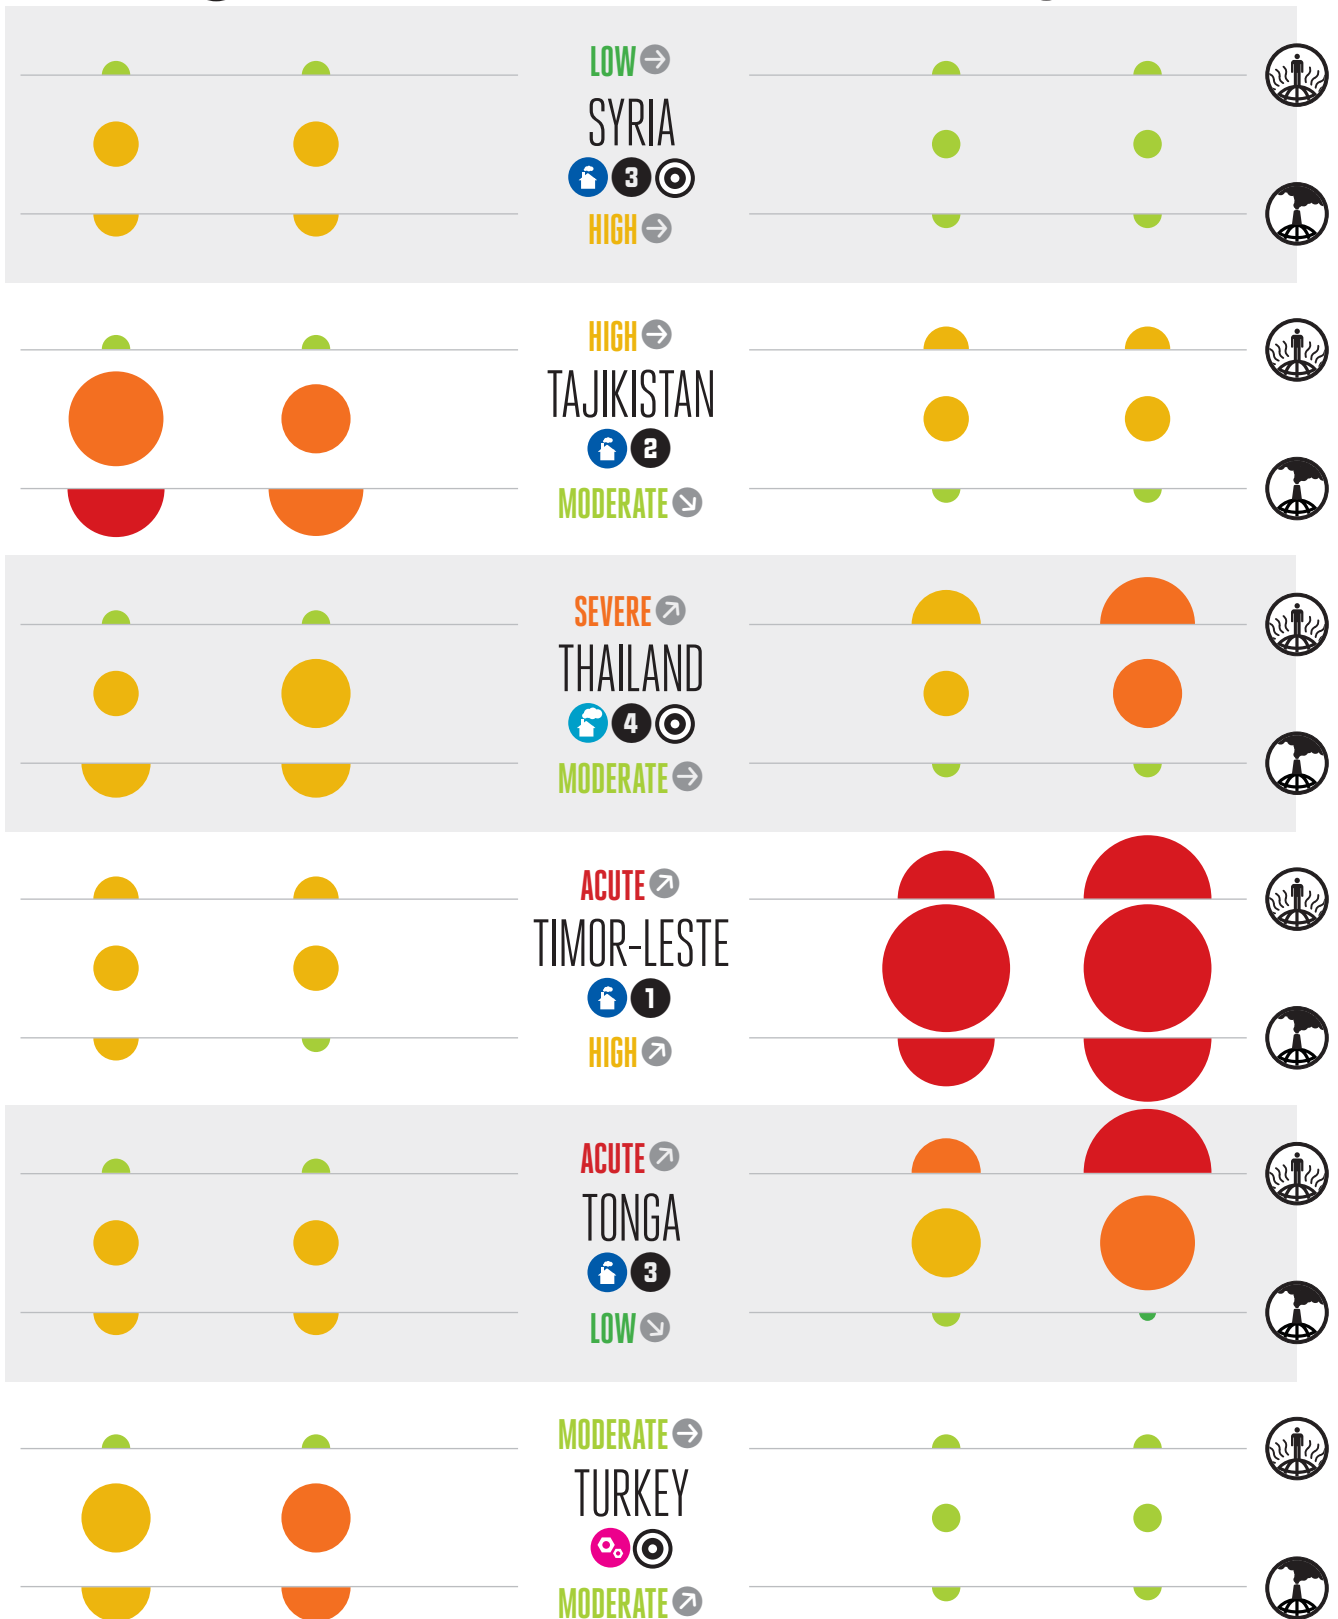 LOW
SYRIA
3
HIGH
HIGH
TAJIKISTAN
2
MODERATE
SEVERE
THAILAND
4
MODERATE
ACUTE
TIMOR-LESTE
1
HIGH
ACUTE
TONGA
3
LOW
MODERATE
TURKEY
MODERATE